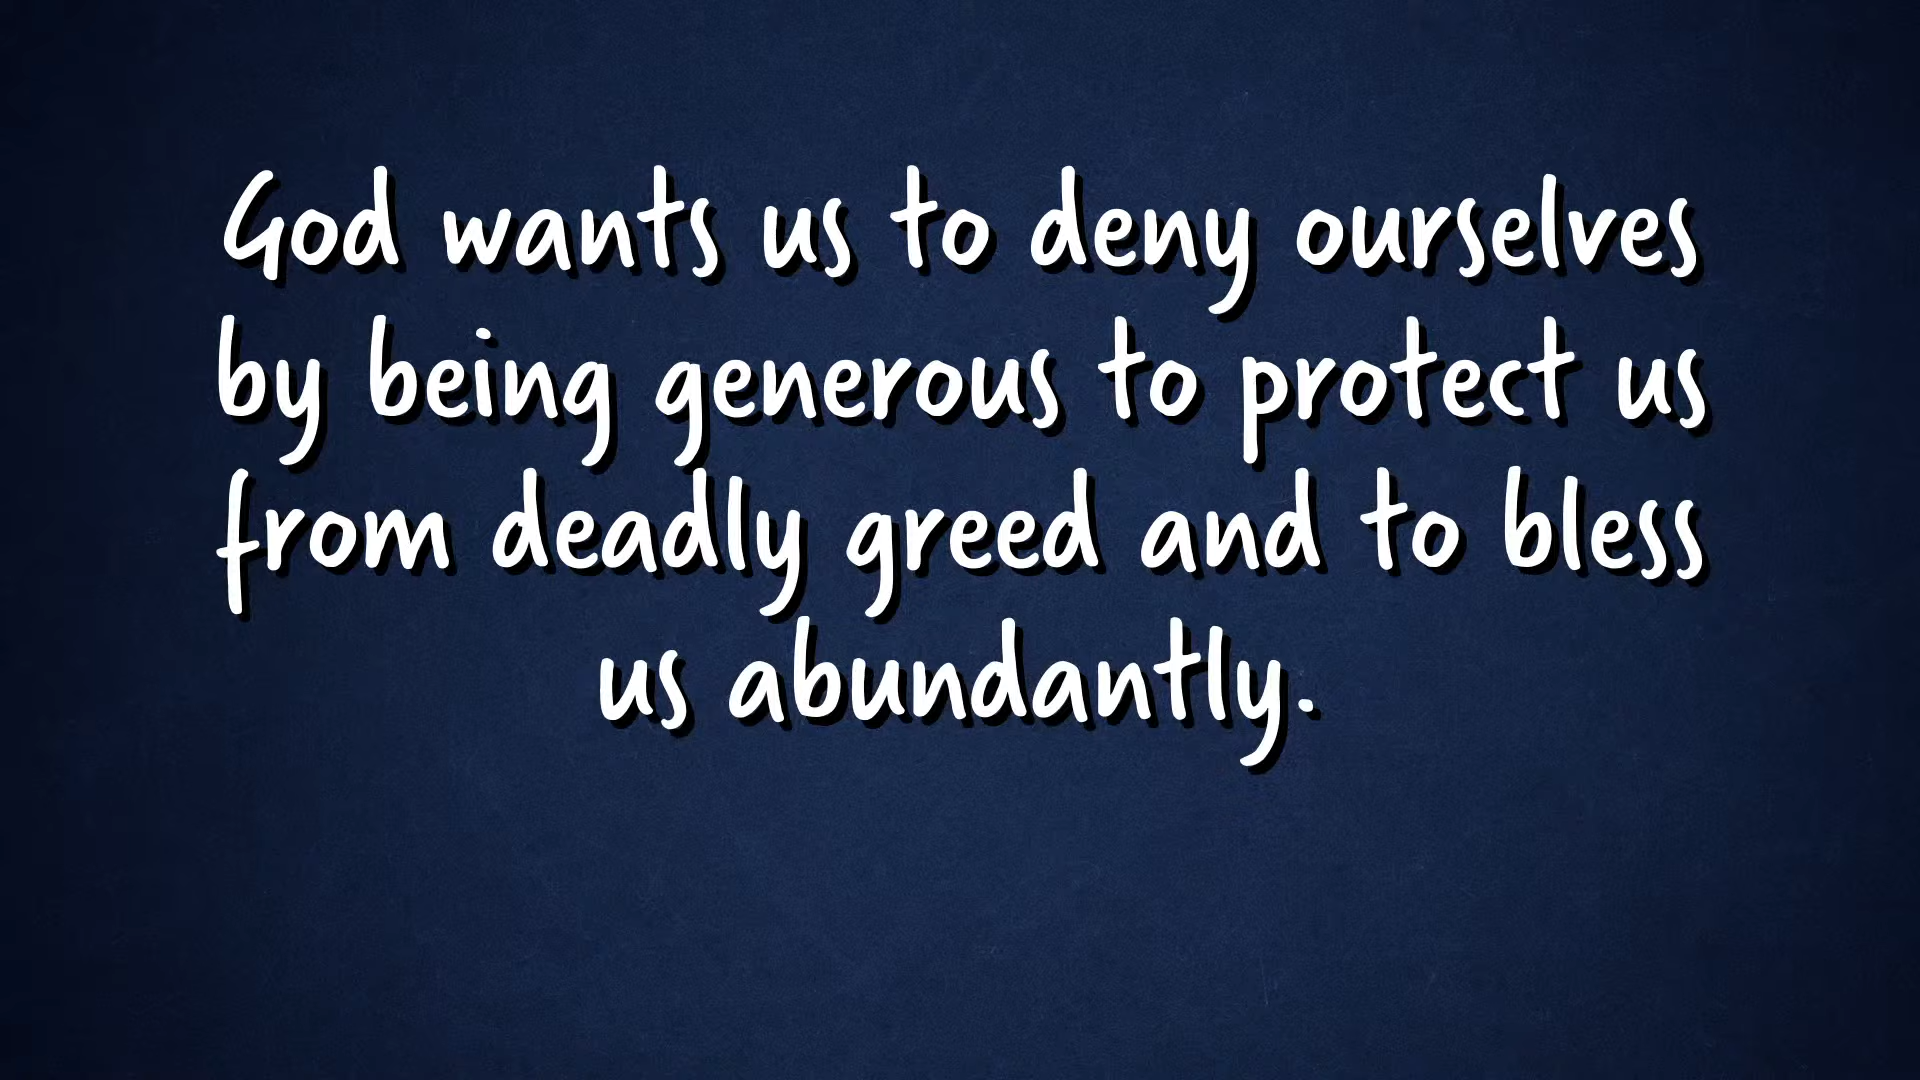 God wants us to deny ourselves
by being generous to protect us
from deadly greed and to bless
us abundantly.